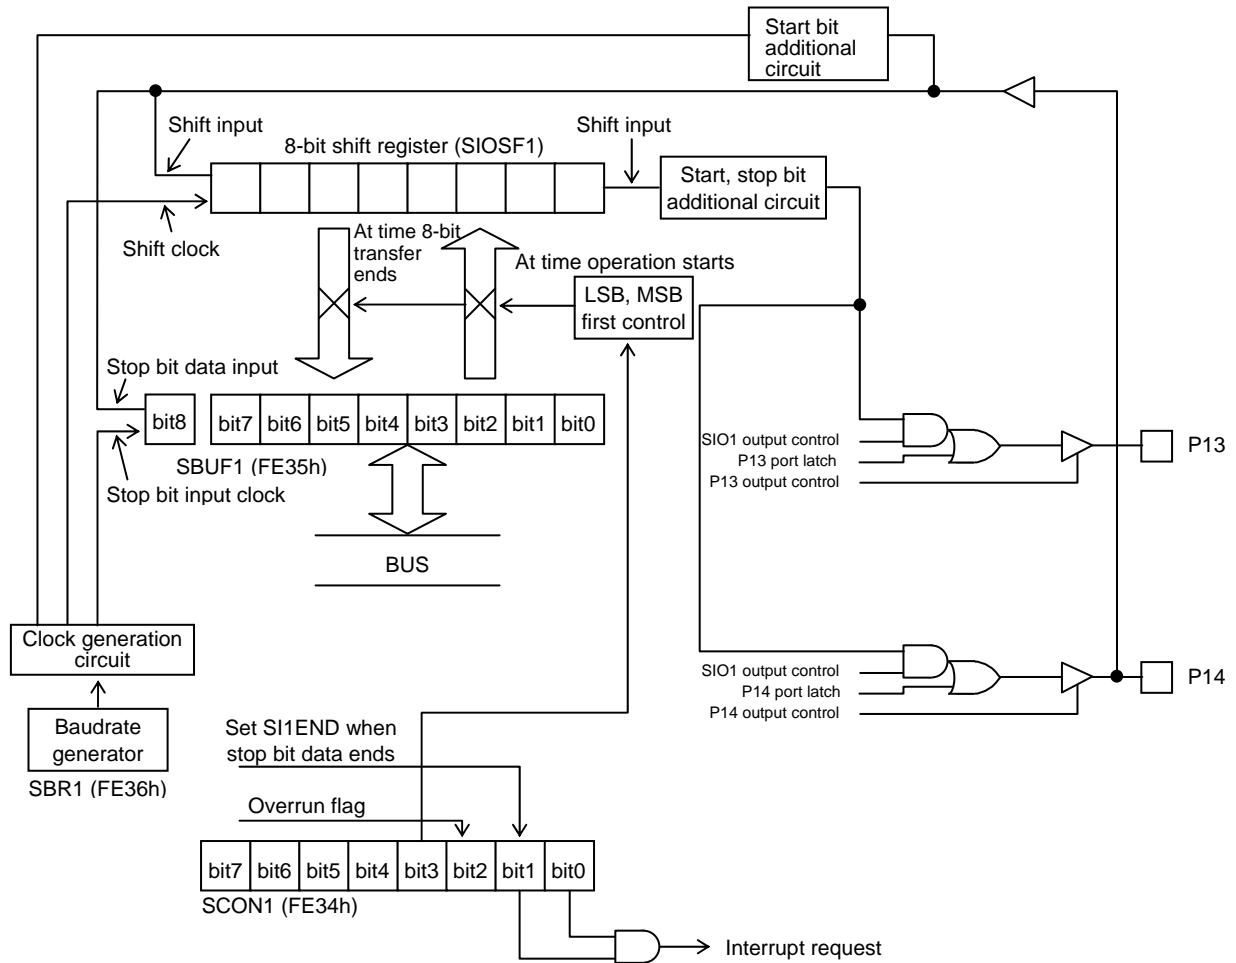 Start bit
additional
circuit
Shift input
8-bit shift register (SIOSF1)
Shift input
Start, stop bit
additional circuit
Shift clock
At time 8-bit
transfer
ends
At time operation starts
LSB, MSB
first control
Stop bit data input
bit8
bit7 bit6 bit5 bit4 bit3 bit2 bit1 bit0
SBUF1 (FE35h)
Stop bit input clock
BUS
SIO1 output control
P13 port latch
P13 output control
P13
Clock generation
circuit
Baudrate
generator
SBR1 (FE36h)
SIO1 output control
P14 port latch
P14 output control
P14
Set SI1END when
stop bit data ends
Overrun flag
bit7 bit6 bit5 bit4 bit3 bit2 bit1 bit0
SCON1 (FE34h)
Interrupt request